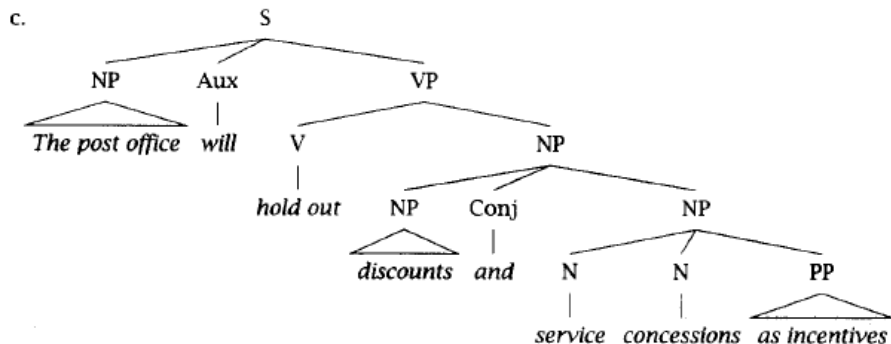 c. S
NP Aux VP
The post office will V NP
hold out NP Conj NP
discounts and N N PP
service concessions as incentives